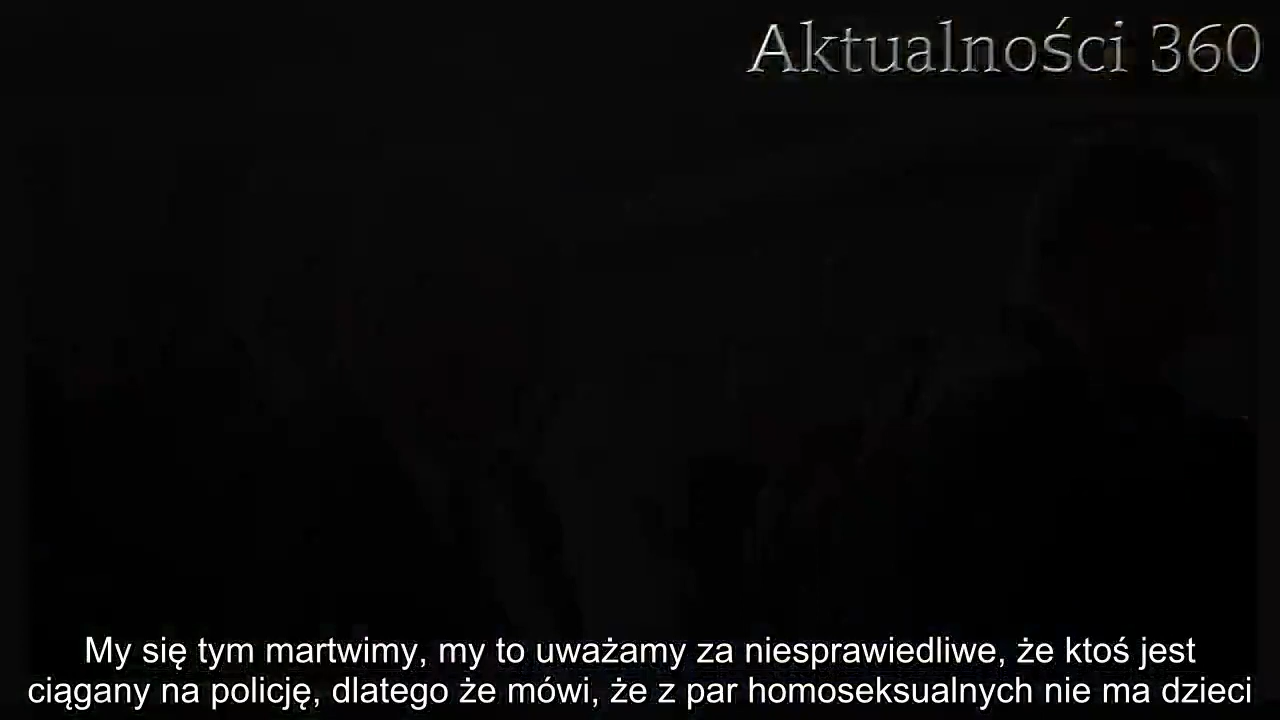 Aktualności 360
My się tym martwimy, my to uważamy za niesprawiedliwe, że ktoś jest
ciągany na policję, dlatego że mówi, że z par homoseksualnych nie ma dzieci